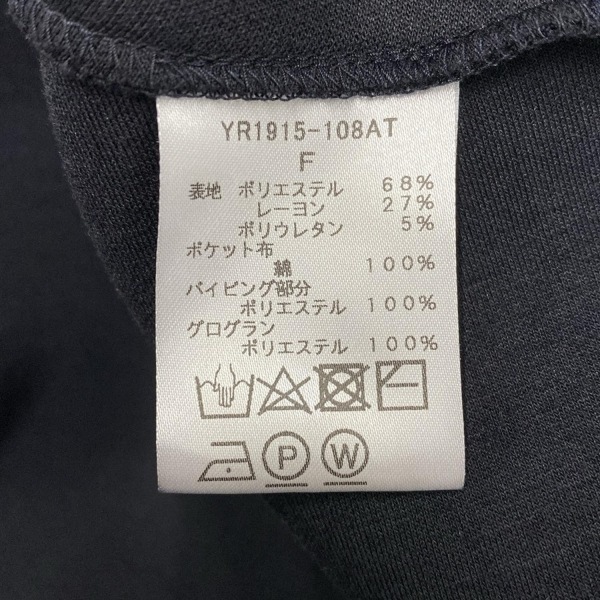 YR1915-108AT
F
表地 ポリエステル 68%
レーヨン 27%
ポリウレタン 5%
ポケット布
綿 100%
パイピング部分
ポリエステル 100%
グログラン
ポリエステル 100%
P W